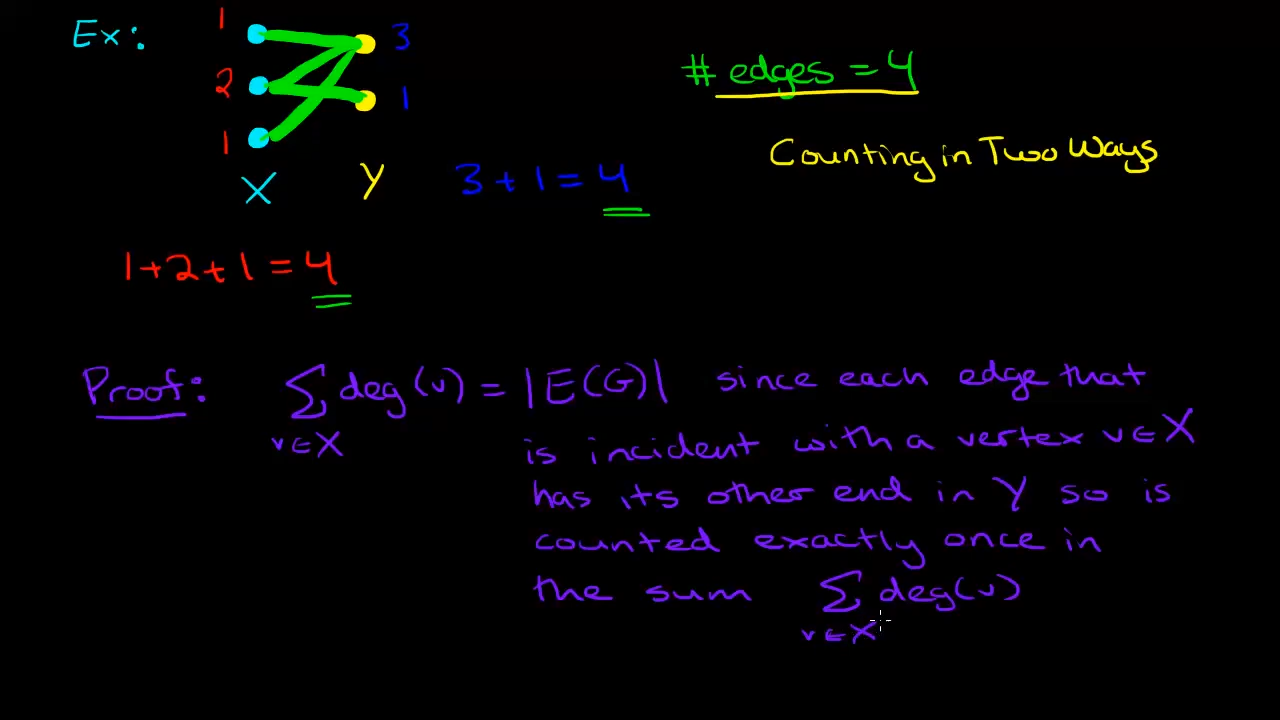 Ex:
1
3
# edges = 4
2
1
Counting in Two Ways
1
X
Y
3 + 1 = 4
1 + 2 + 1 = 4
Proof: ∑ deg(v) = |E(G)| since each edge that
v∈X
is incident with a vertex v∈X
has its other end in Y so is
counted exactly once in
the sum ∑ deg(v)
v∈X